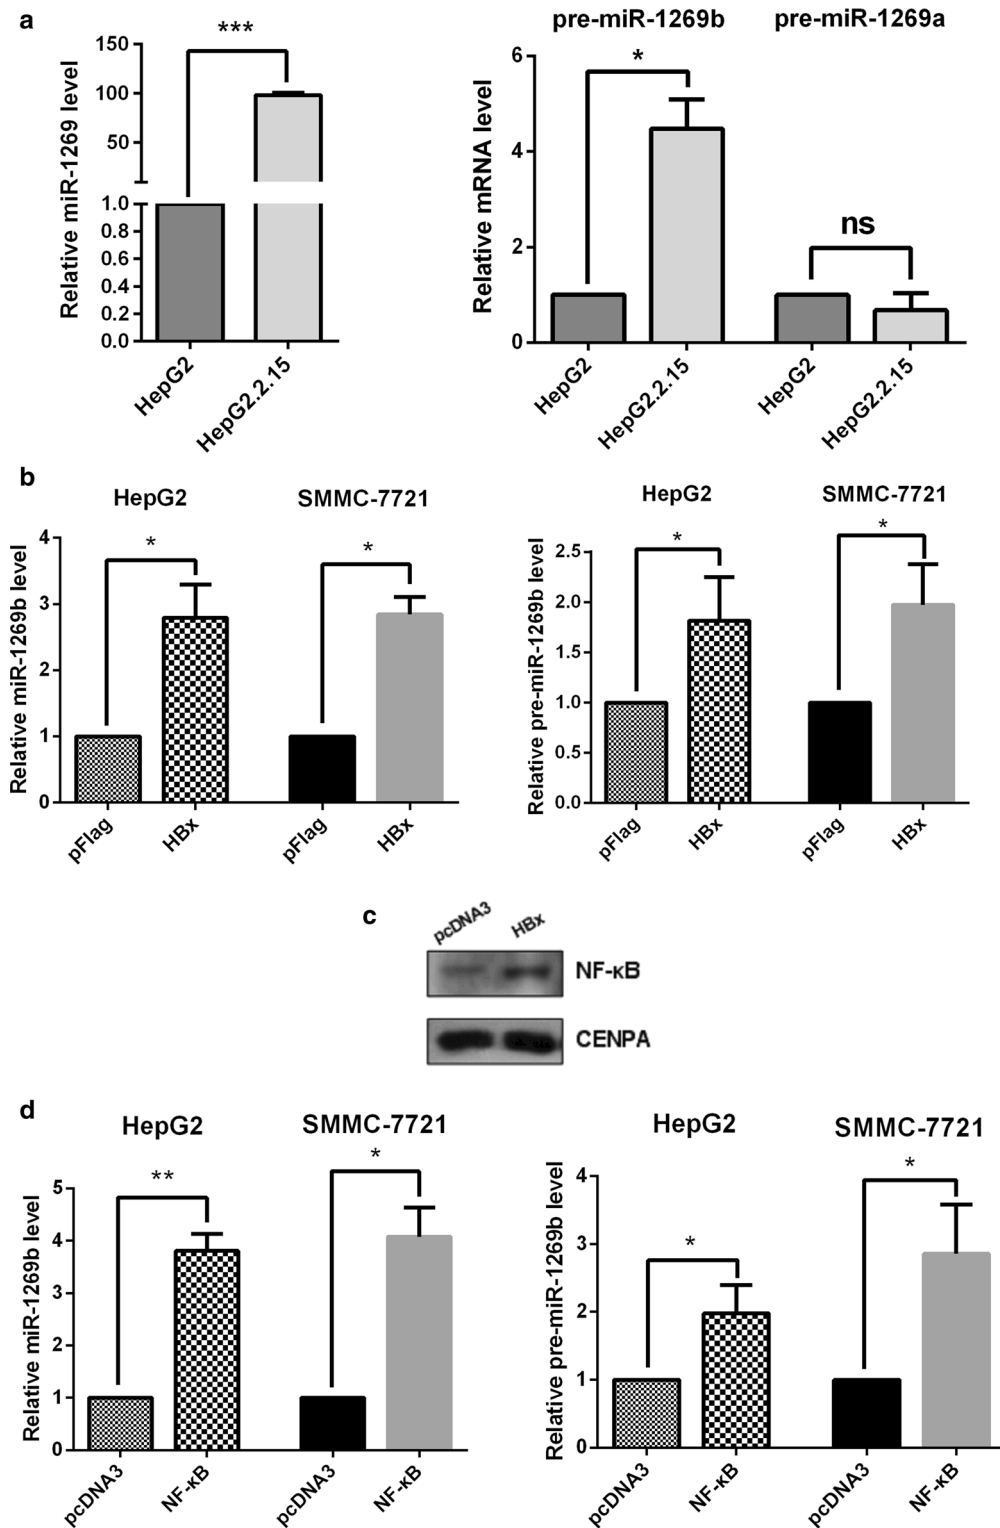 a
***
Relative miR-1269 level
150
100
50
1.0
0.8
0.6
0.4
0.2
0.0
HepG2
HepG2.2.15
pre-miR-1269b
pre-miR-1269a
*
ns
Relative mRNA level
6
4
2
0
HepG2
HepG2.2.15
HepG2
HepG2.2.15
b
HepG2
SMMC-7721
*
*
Relative miR-1269b level
4
3
2
1
0
pFlag
HBx
pFlag
HBx
HepG2
SMMC-7721
*
*
Relative pre-miR-1269b level
2.5
2.0
1.5
1.0
0.5
0.0
pFlag
HBx
pFlag
HBx
c
pcDNA3
HBx
NF-κB
CENPA
d
HepG2
SMMC-7721
**
*
Relative miR-1269b level
5
4
3
2
1
0
pcDNA3
NF-κB
pcDNA3
NF-κB
HepG2
SMMC-7721
*
*
Relative pre-miR-1269b level
4
3
2
1
0
pcDNA3
NF-κB
pcDNA3
NF-κB